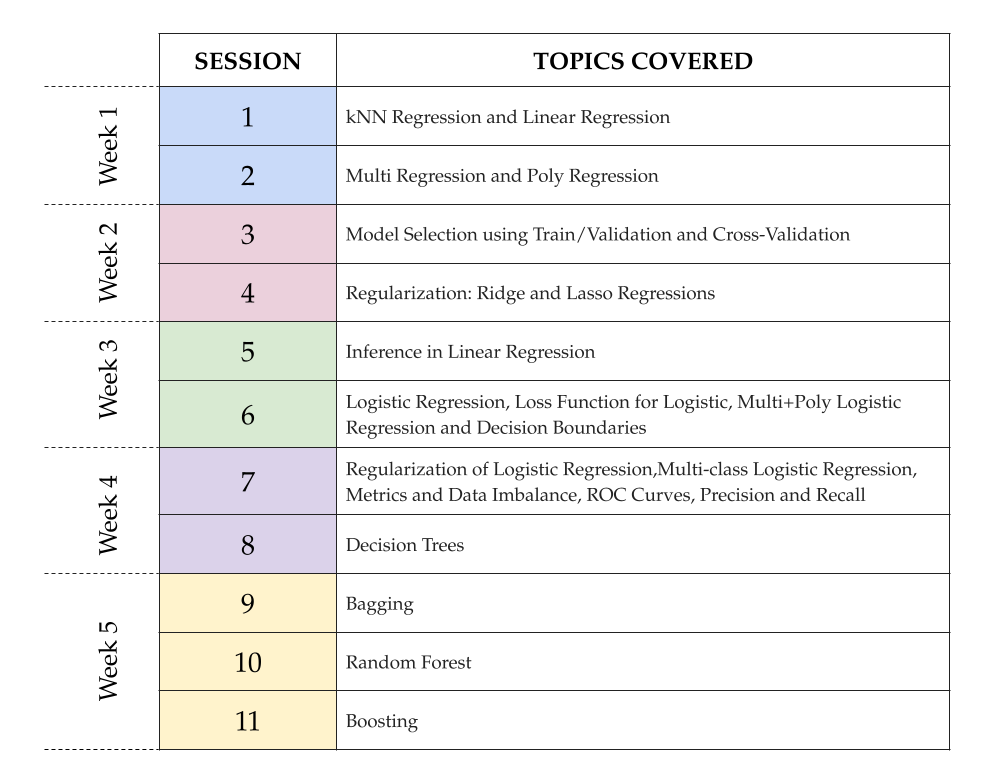 SESSION TOPICS COVERED
Week 1
1 kNN Regression and Linear Regression
2 Multi Regression and Poly Regression
Week 2
3 Model Selection using Train/Validation and Cross-Validation
4 Regularization: Ridge and Lasso Regressions
Week 3
5 Inference in Linear Regression
6 Logistic Regression, Loss Function for Logistic, Multi+Poly Logistic
Regression and Decision Boundaries
Week 4
7 Regularization of Logistic Regression,Multi-class Logistic Regression,
Metrics and Data Imbalance, ROC Curves, Precision and Recall
8 Decision Trees
Week 5
9 Bagging
10 Random Forest
11 Boosting